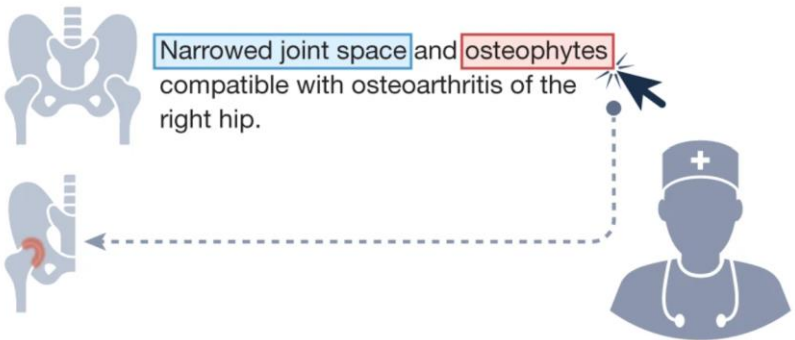 Narrowed joint space and osteophytes
compatible with osteoarthritis of the
right hip.